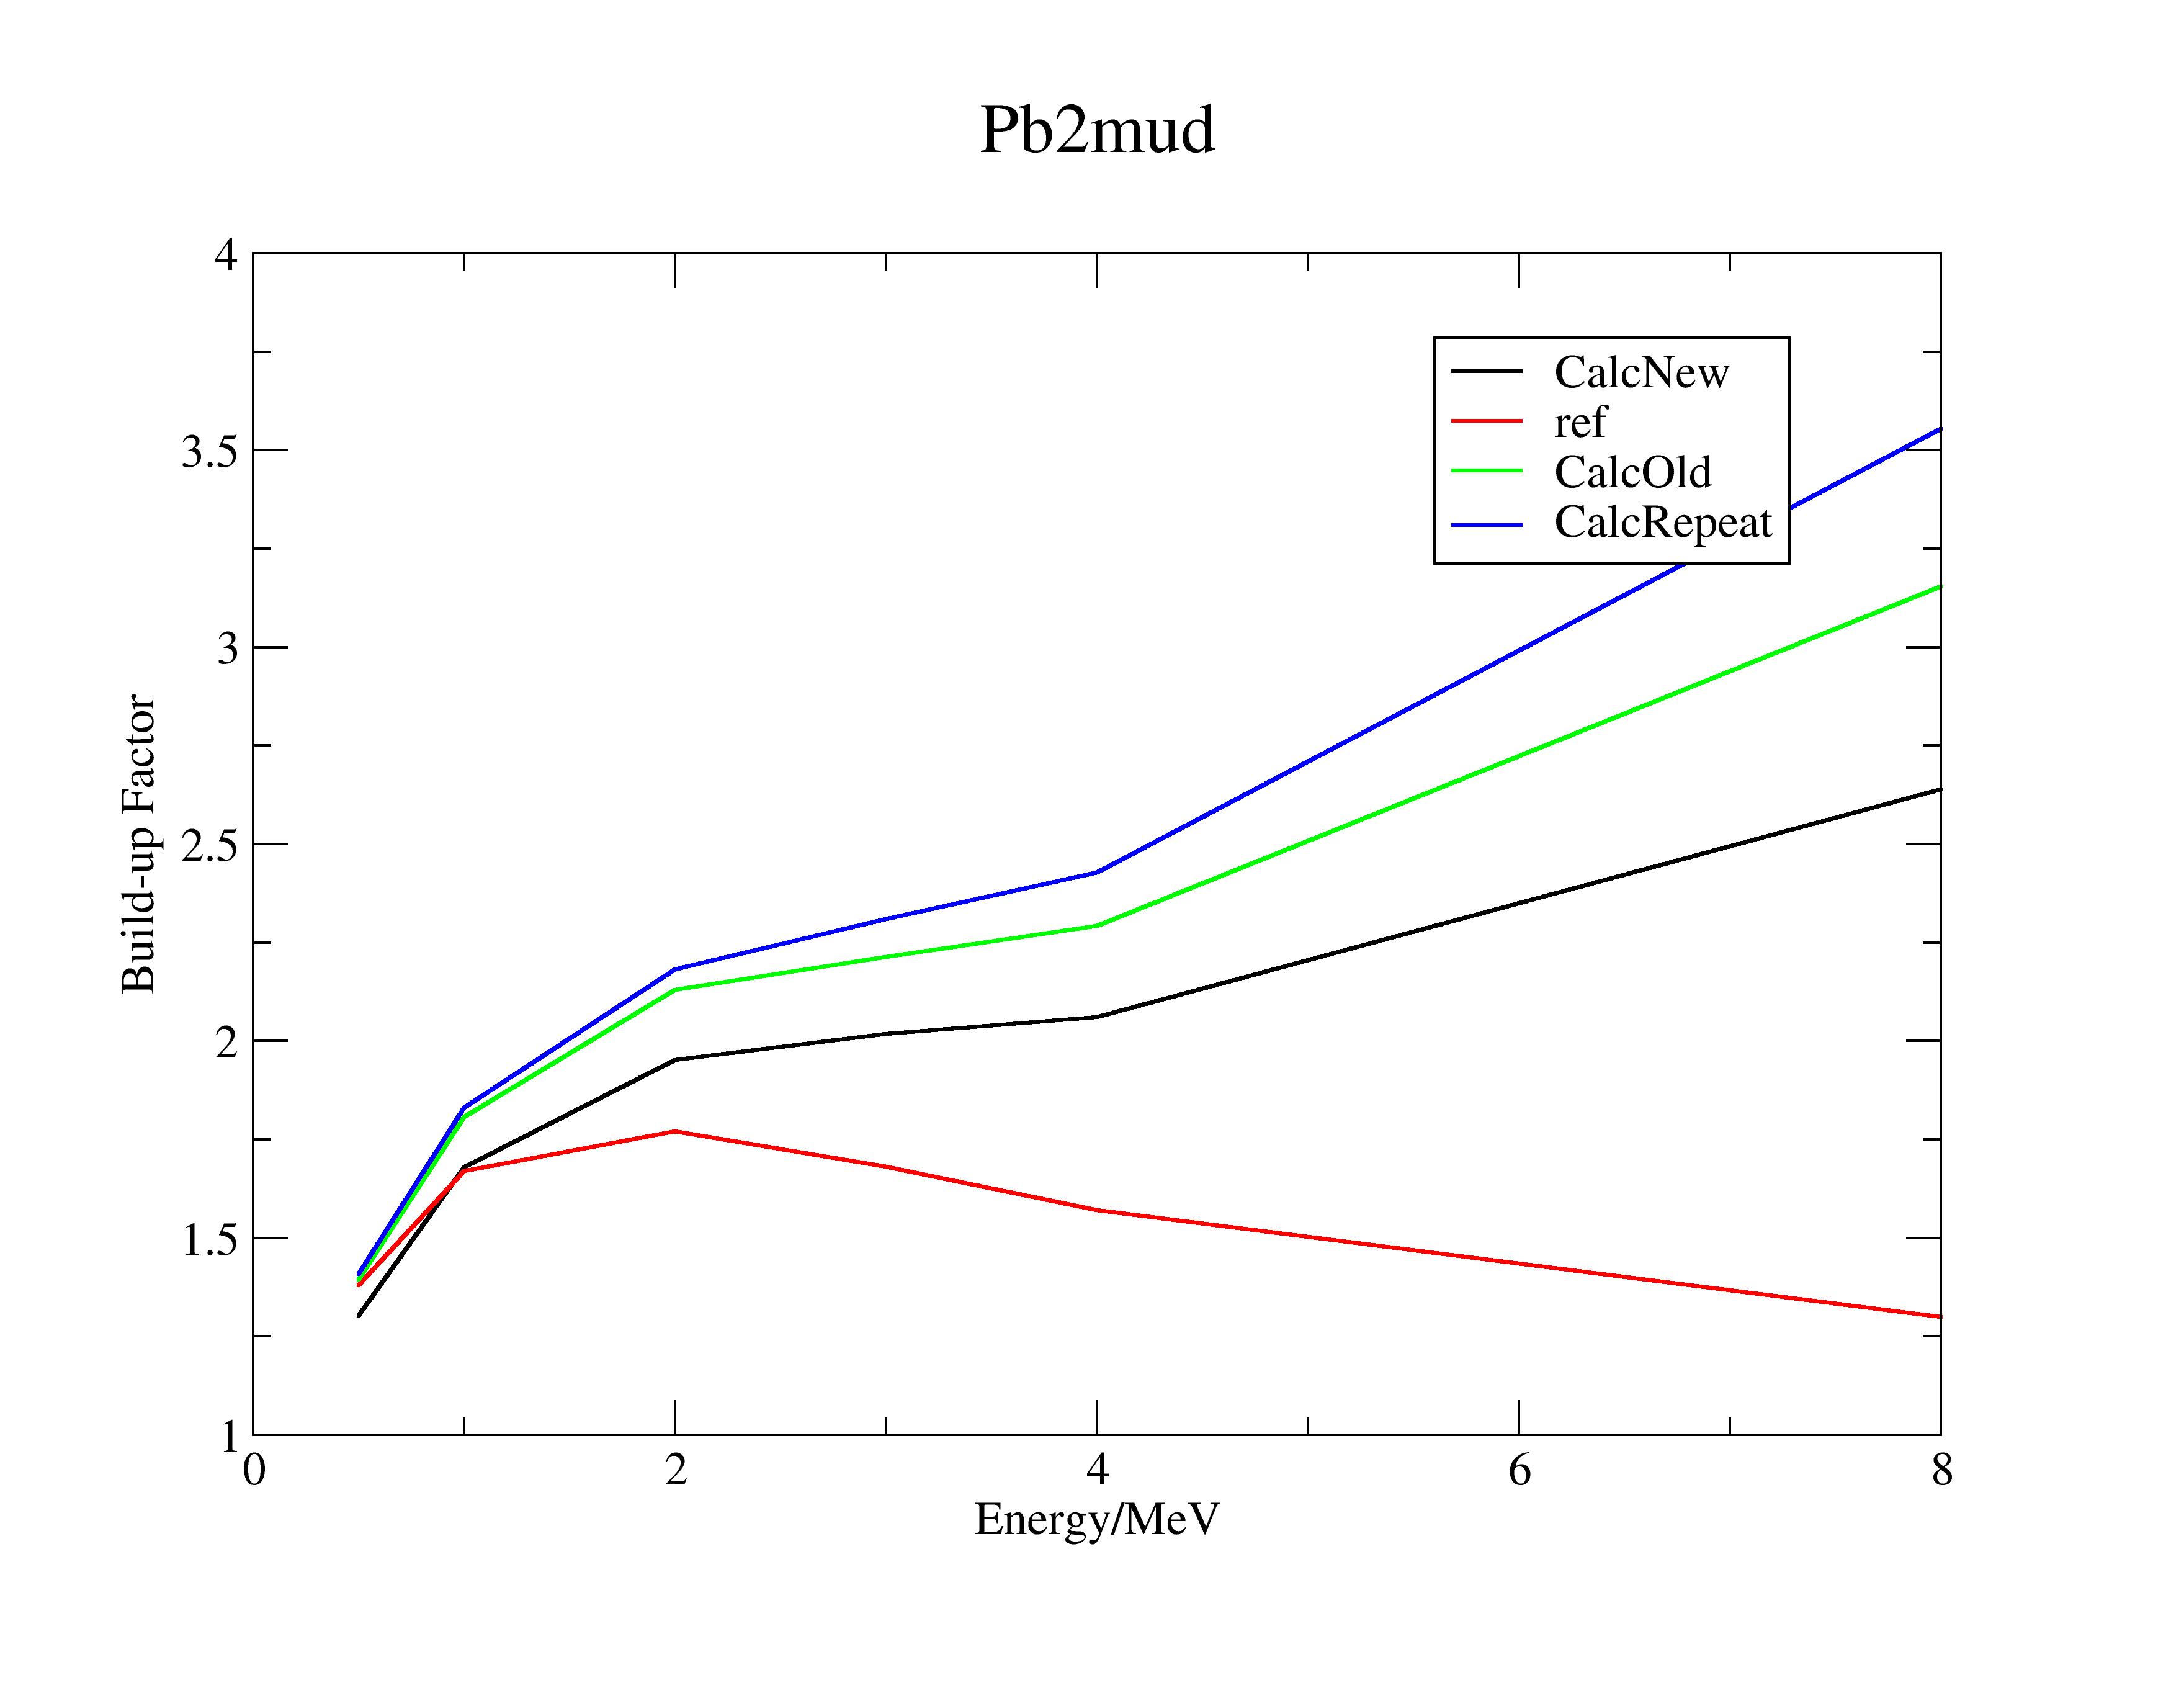 Pb2mud
4
3.5
3
2.5
2
1.5
1
Build-up Factor
CalcNew
ref
CalcOld
CalcRepeat
0 2 4 6 8
Energy/MeV